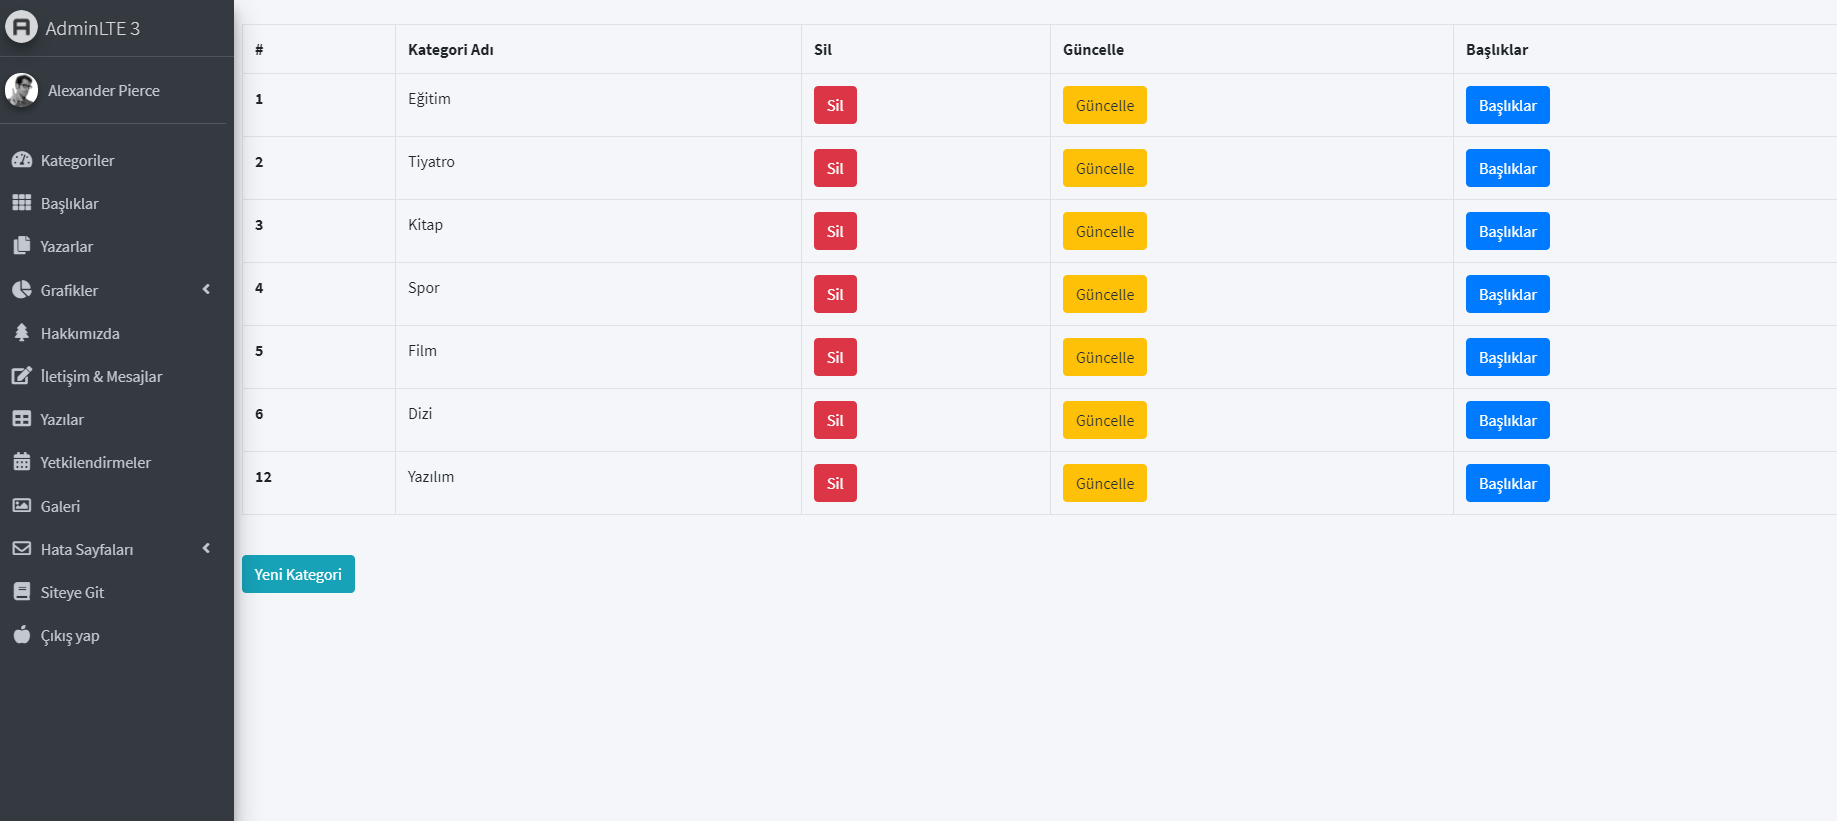 AdminLTE 3
Alexander Pierce
Kategoriler
Başlıklar
Yazarlar
Grafikler
Hakkımızda
İletişim & Mesajlar
Yazılar
Yetkilendirmeler
Galeri
Hata Sayfaları
Siteye Git
Çıkış yap
# Kategori Adı Sil Güncelle Başlıklar
1 Eğitim Sil Güncelle Başlıklar
2 Tiyatro Sil Güncelle Başlıklar
3 Kitap Sil Güncelle Başlıklar
4 Spor Sil Güncelle Başlıklar
5 Film Sil Güncelle Başlıklar
6 Dizi Sil Güncelle Başlıklar
12 Yazılım Sil Güncelle Başlıklar
Yeni Kategori